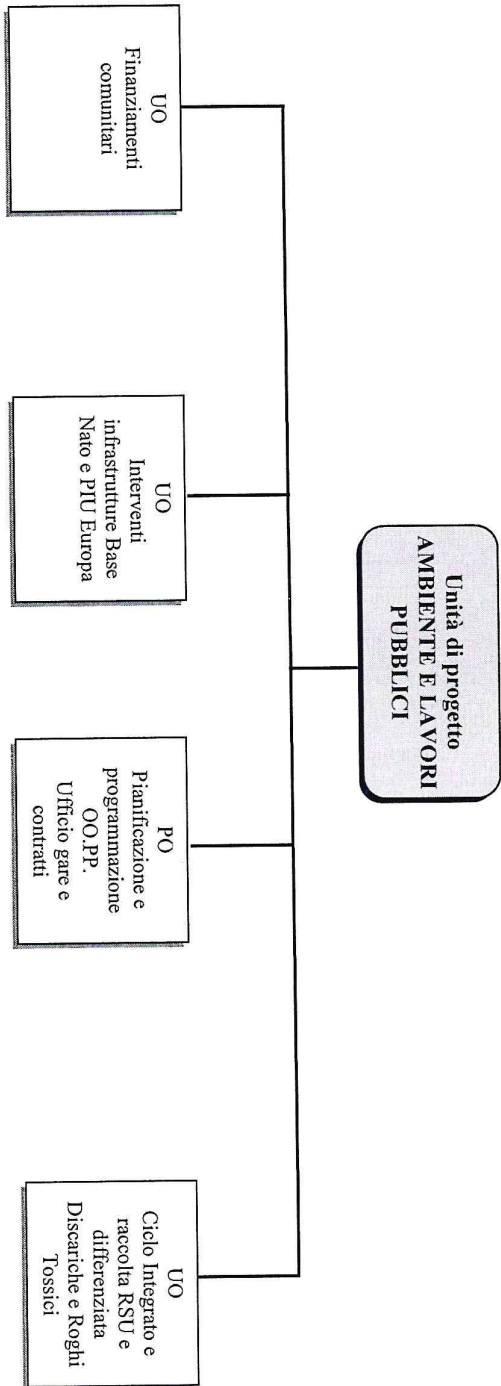 Unità di progetto
AMBIENTE E LAVORI
PUBBLICI
UO
Finanziamenti
comunitari
UO
Interventi
infrastrutture Base
Nato e PIU Europa
PO
Pianificazione e
programmazione
OO.PP.
Ufficio gare e
contratti
UO
Ciclo Integrato e
raccolta RSU e
differenziata
Discariche e Roghi
Tossici